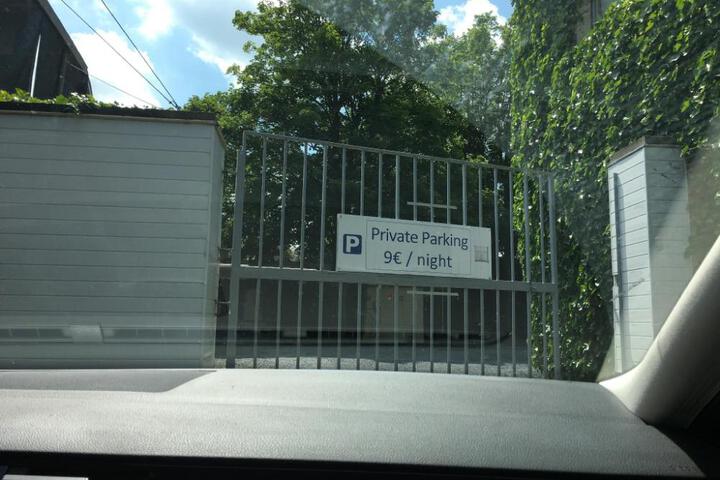 P
Private Parking
9€ / night